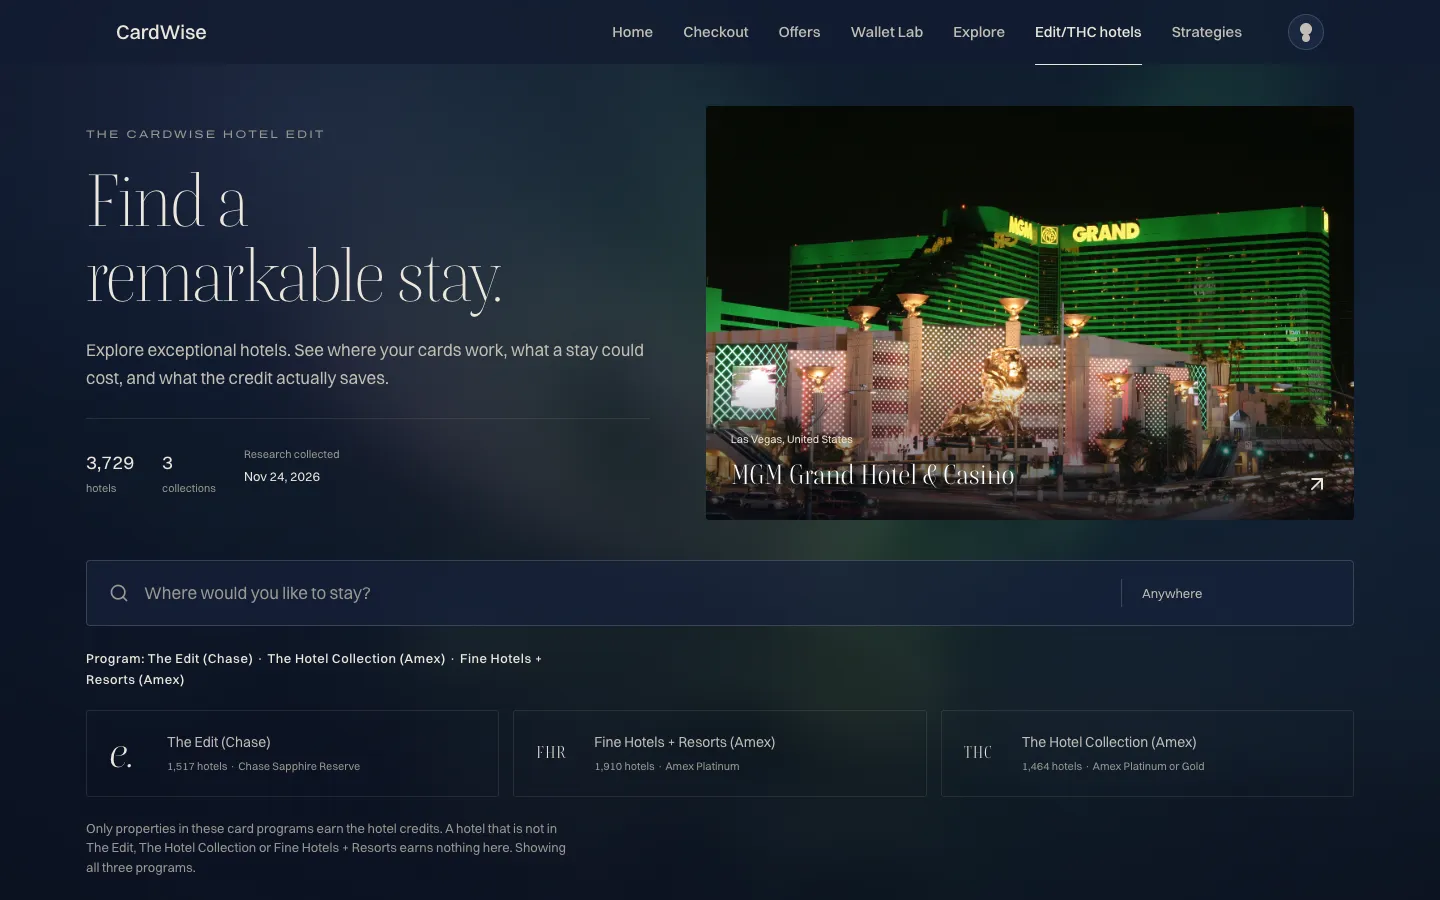 CardWise
Home
Checkout
Offers
Wallet Lab
Explore
Edit/THC hotels
Strategies
THE CARDWISE HOTEL EDIT
Find a
remarkable stay.
Explore exceptional hotels. See where your cards work, what a stay could
cost, and what the credit actually saves.
3,729
hotels
3
collections
Research collected
Nov 24, 2026
MGM GRAND
Las Vegas, United States
MGM Grand Hotel & Casino
Where would you like to stay?
Anywhere
Program: The Edit (Chase) · The Hotel Collection (Amex) · Fine Hotels +
Resorts (Amex)
e.
The Edit (Chase)
1,517 hotels · Chase Sapphire Reserve
FHR
Fine Hotels + Resorts (Amex)
1,910 hotels · Amex Platinum
THC
The Hotel Collection (Amex)
1,464 hotels · Amex Platinum or Gold
Only properties in these card programs earn the hotel credits. A hotel that is not in
The Edit, The Hotel Collection or Fine Hotels + Resorts earns nothing here. Showing
all three programs.